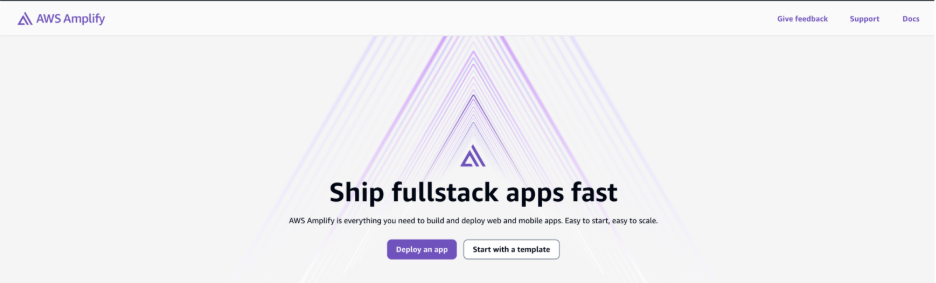 AWS Amplify
Give feedback Support Docs
Ship fullstack apps fast
AWS Amplify is everything you need to build and deploy web and mobile apps. Easy to start, easy to scale.
Deploy an app Start with a template